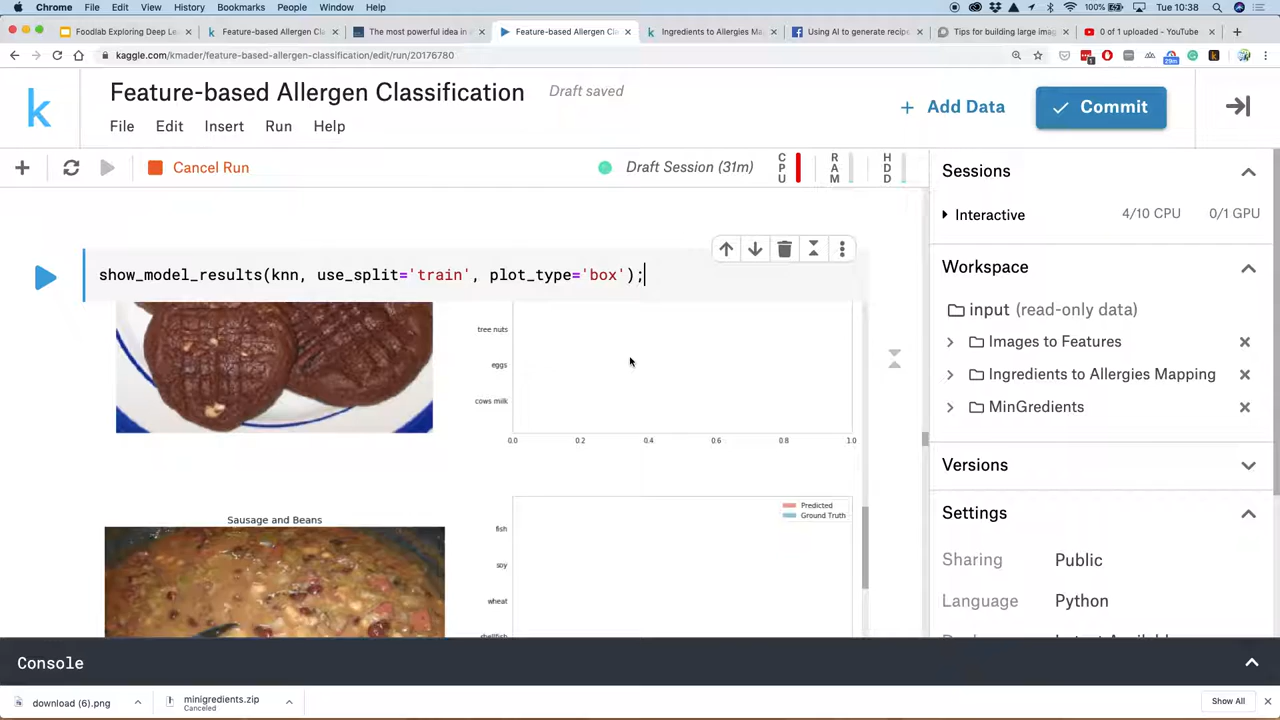 Chrome File Edit View History Bookmarks People Window Help 100% Tue 10:38
Foodlab Exploring Deep Le
Feature-based Allergen Cl
The most powerful idea in
Feature-based Allergen Cl
Ingredients to Allergies Ma
Using AI to generate recip
Tips for building large imag
0 of 1 uploaded - YouTube
kaggle.com/kmader/feature-based-allergen-classification/edit/run/20176780
Feature-based Allergen Classification Draft saved
+ Add Data
Commit
File Edit Insert Run Help
Cancel Run
Draft Session (31m)
CPU
RAM
HDD
Sessions
Interactive 4/10 CPU 0/1 GPU
Workspace
input (read-only data)
Images to Features
Ingredients to Allergies Mapping
MinGredients
Versions
Settings
Sharing Public
Language Python
show_model_results(knn, use_split='train', plot_type='box');
tree nuts
eggs
cows milk
0.0 0.2 0.4 0.6 0.8 1.0
Sausage and Beans
Predicted
Ground Truth
fish
soy
wheat
shellfish
Console
download (6).png
minigredients.zip
Canceled
Show All